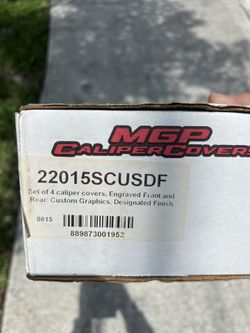 MGP
CALIPER COVERS
22015SCUSDF
Set of 4 caliper covers, Engraved Front and
Rear: Custom Graphics, Designated Finish.
0815
889873001952